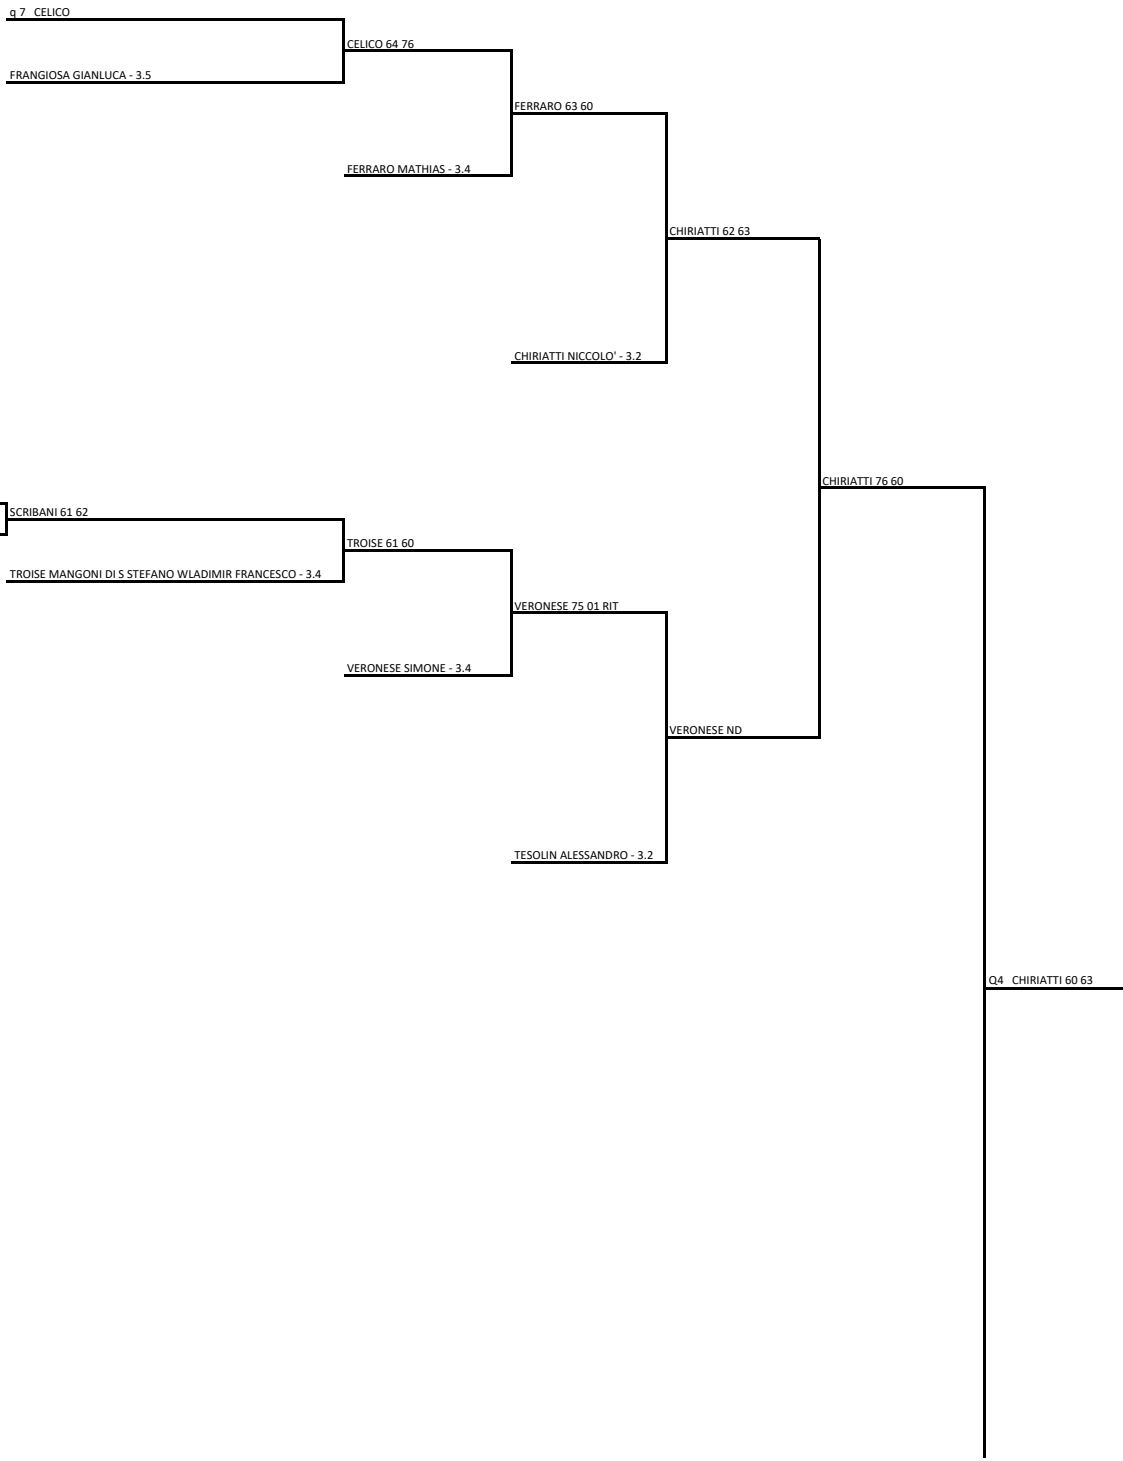 q 7 CELICO
CELICO 64 76
FRANGIOSA GIANLUCA - 3.5
FERRARO 63 60
FERRARO MATHIAS - 3.4
CHIRIATTI 62 63
CHIRIATTI NICCOLO' - 3.2
CHIRIATTI 76 60
SCRIBANI 61 62
TROISE 61 60
TROISE MANGONI DI S STEFANO WLADIMIR FRANCESCO - 3.4
VERONESE 75 01 RIT
VERONESE SIMONE - 3.4
VERONESE ND
TESOLIN ALESSANDRO - 3.2
Q4 CHIRIATTI 60 63